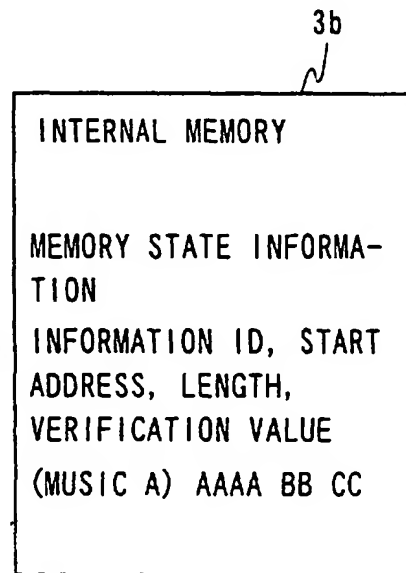 3b
INTERNAL MEMORY
MEMORY STATE INFORMA-
TION
INFORMATION ID, START
ADDRESS, LENGTH,
VERIFICATION VALUE
(MUSIC A) AAAA BB CC